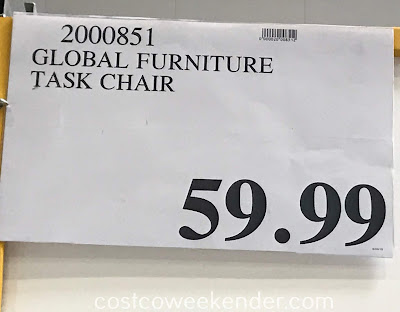 2000851
GLOBAL FURNITURE
TASK CHAIR
59.99
costcoweekender.com